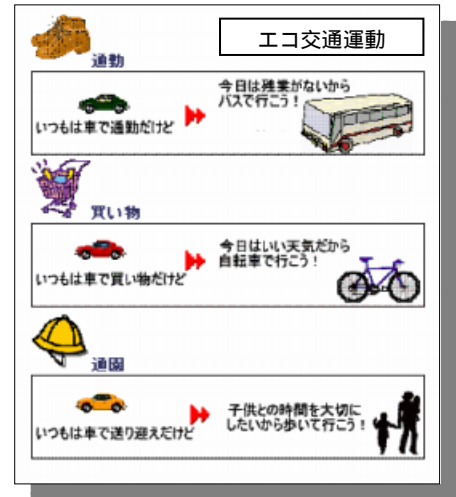 エコ交通運動
通勤
いつもは車で通勤だけど
今日は残業がないから
バスで行こう！
買い物
いつもは車で買い物だけど
今日はいい天気だから
自転車で行こう！
通園
いつもは車で送り迎えだけど
子供との時間を大切に
したいから歩いて行こう！